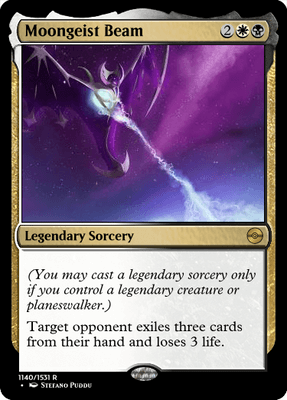 Moongeist Beam 2
Legendary Sorcery
(You may cast a legendary sorcery only
if you control a legendary creature or
planeswalker.)
Target opponent exiles three cards
from their hand and loses 3 life.
1140/1531 R
• Stefano Puddu